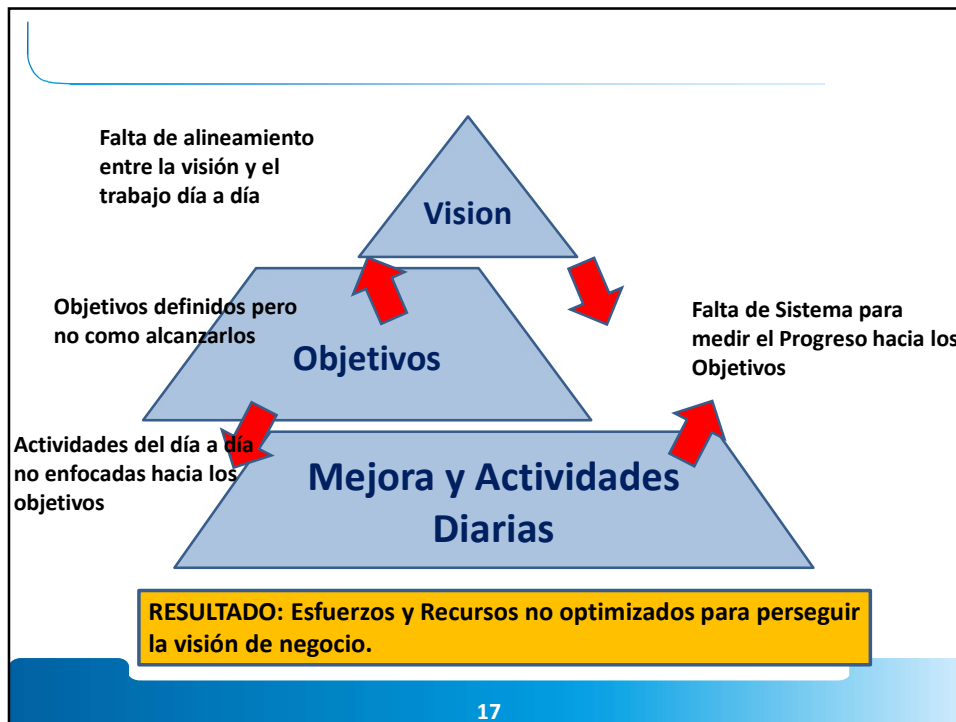 Falta de alineamiento
entre la visión y el
trabajo día a día
Vision
Objetivos definidos pero
no como alcanzarlos
Objetivos
Falta de Sistema para
medir el Progreso hacia los
Objetivos
Actividades del día a día
no enfocadas hacia los
objetivos
Mejora y Actividades
Diarias
RESULTADO: Esfuerzos y Recursos no optimizados para perseguir
la visión de negocio.
17